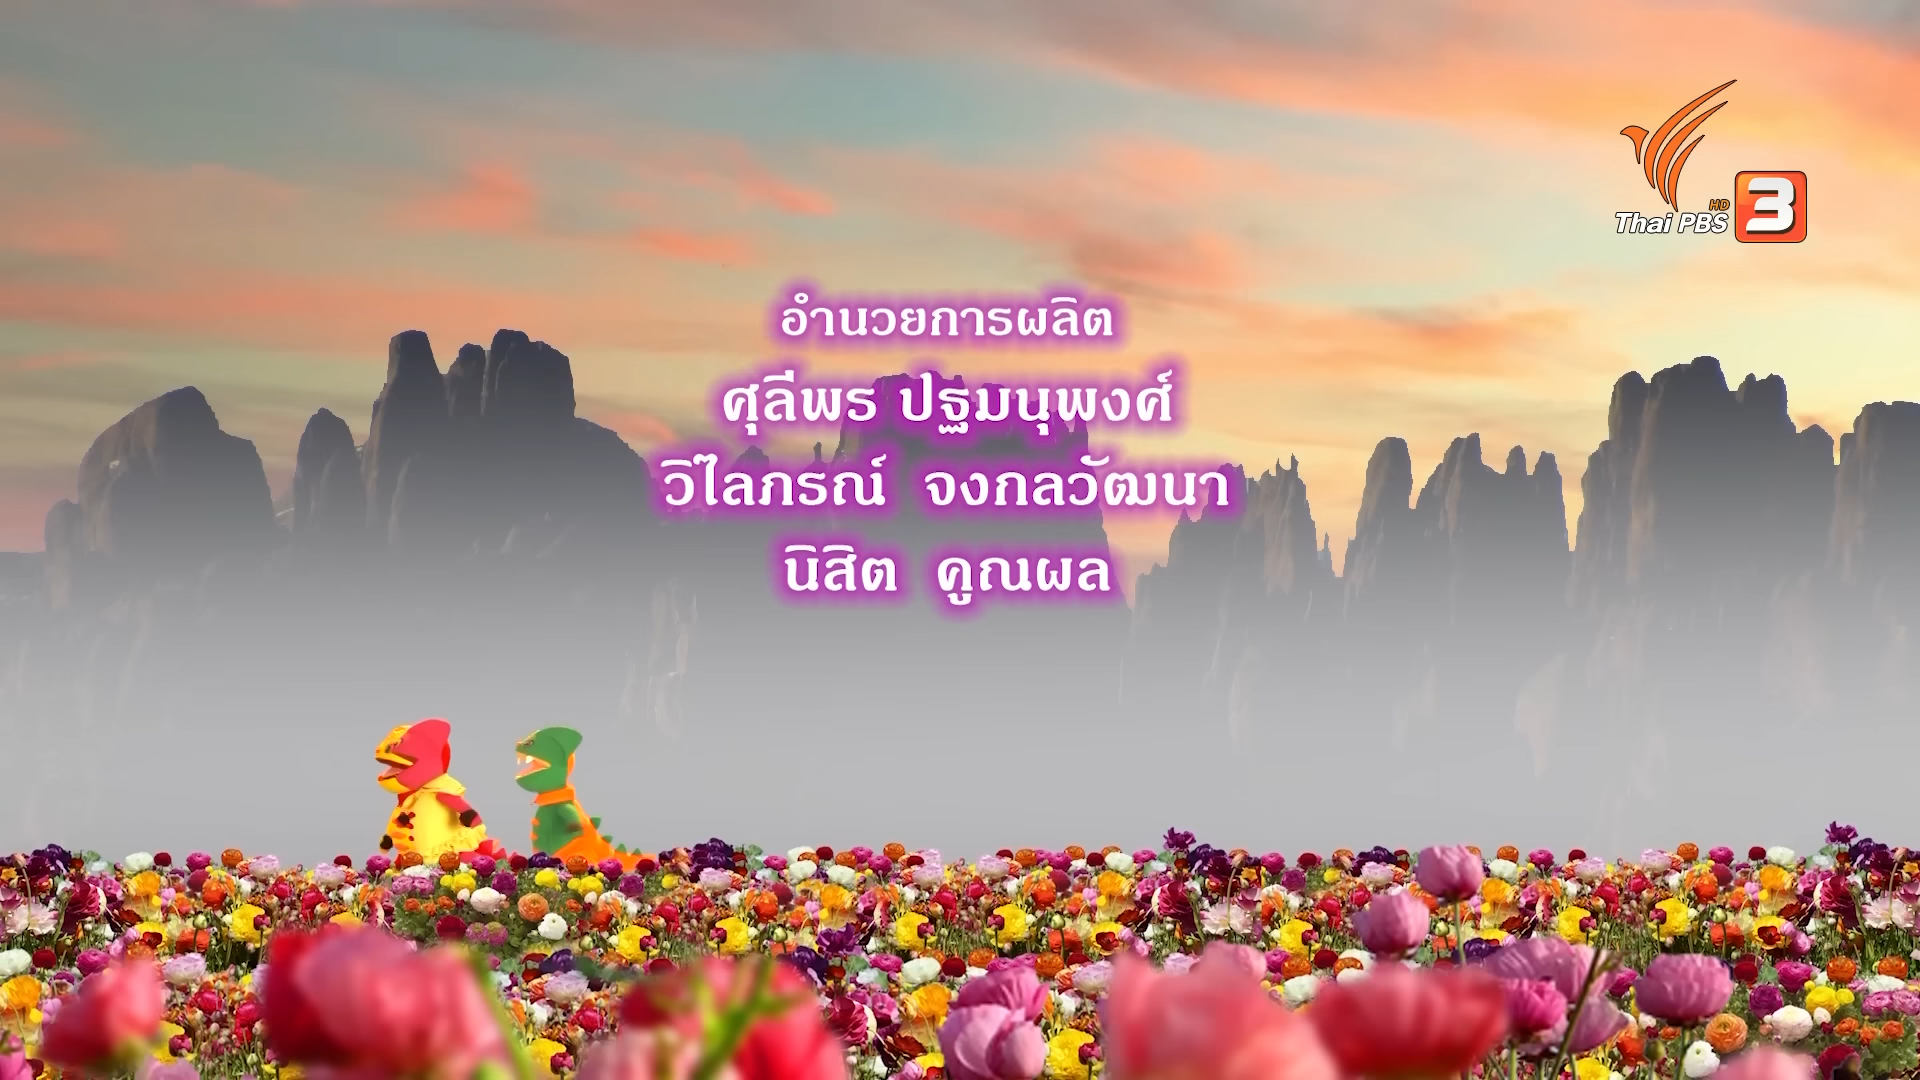 HD
Thai PBS 3
อำนวยการผลิต
ศุลีพร ปฐมนุพงศ์
วิไลภรณ์ จงกลวัฒนา
นิสิต คูณผล